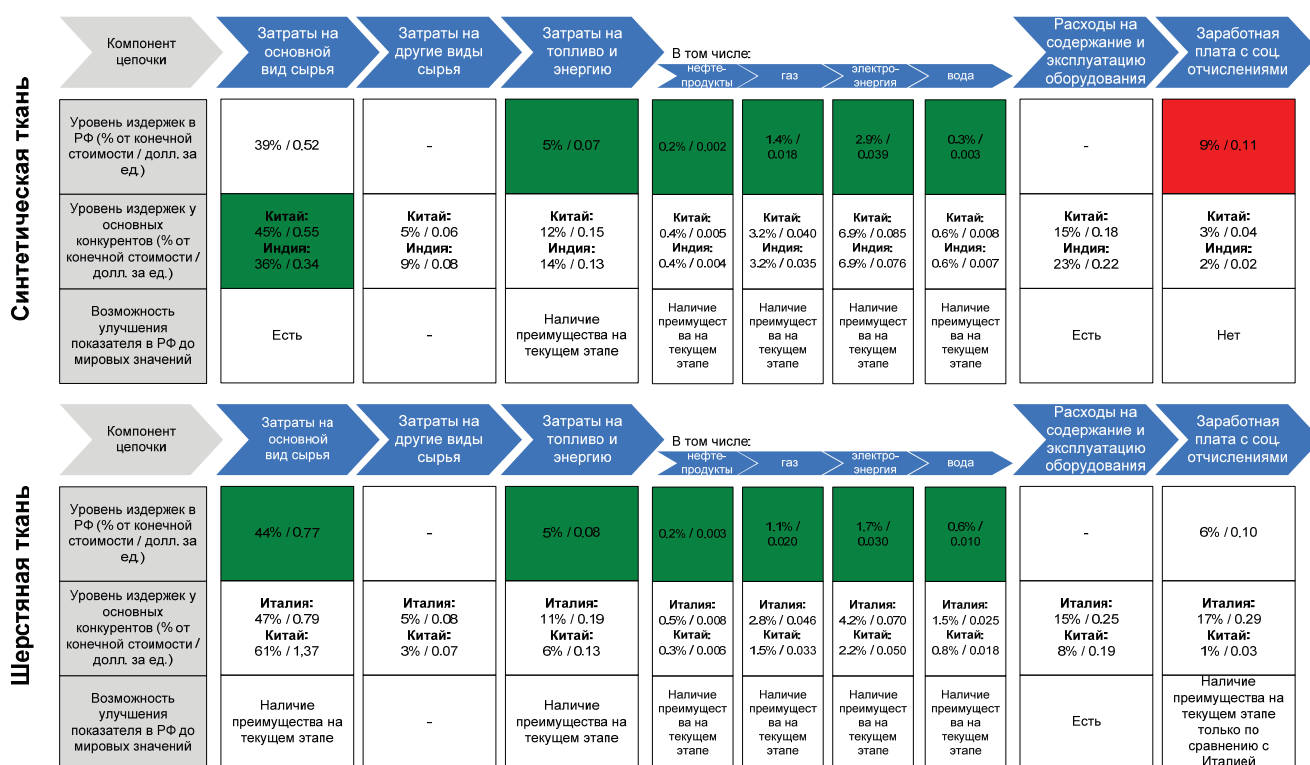 Синтетическая ткань
Компонент
цепочки
Затраты на
основной
вид сырья
Затраты на
другие виды
сырья
Затраты на
топливо и
энергию
В том числе:
нефте-
продукты
газ
электро-
энергия
вода
Расходы на
содержание и
эксплуатацию
оборудования
Заработная
плата с соц.
отчислениями
Уровень издержек в
РФ (% от конечной
стоимости / долл. за
ед.)
39% / 0,52
-
5% / 0.07
0.2% / 0.002
1.4% /
0.018
2.9% /
0.039
0.3% /
0.003
-
9% / 0.11
Уровень издержек у
основных
конкурентов (% от
конечной стоимости /
долл. за ед.)
Китай:
45% / 0.55
Индия:
36% / 0.34
Китай:
5% / 0.06
Индия:
9% / 0.08
Китай:
12% / 0.15
Индия:
14% / 0.13
Китай:
0.4% / 0.005
Индия:
0.4% / 0.004
Китай:
3.2% / 0.040
Индия:
3.2% / 0.035
Китай:
6.9% / 0.085
Индия:
6.9% / 0.076
Китай:
0.6% / 0.008
Индия:
0.6% / 0.007
Китай:
15% / 0.18
Индия:
23% / 0.22
Китай:
3% / 0.04
Индия:
2% / 0.02
Возможность
улучшения
показателя в РФ до
мировых значений
Есть
-
Наличие
преимущества на
текущем этапе
Наличие
преимущест
ва на
текущем
этапе
Наличие
преимущест
ва на
текущем
этапе
Наличие
преимущест
ва на
текущем
этапе
Наличие
преимущест
ва на
текущем
этапе
Есть
Нет
Шерстяная ткань
Компонент
цепочки
Затраты на
основной
вид сырья
Затраты на
другие виды
сырья
Затраты на
топливо и
энергию
В том числе:
нефте-
продукты
газ
электро-
энергия
вода
Расходы на
содержание и
эксплуатацию
оборудования
Заработная
плата с соц.
отчислениями
Уровень издержек в
РФ (% от конечной
стоимости / долл. за
ед.)
44% / 0.77
-
5% / 0.08
0.2% / 0.003
1.1% /
0.020
1.7% /
0.030
0.6% /
0.010
-
6% / 0.10
Уровень издержек у
основных
конкурентов (% от
конечной стоимости /
долл. за ед.)
Италия:
47% / 0.79
Китай:
61% / 1,37
Италия:
5% / 0.08
Китай:
3% / 0.07
Италия:
11% / 0.19
Китай:
6% / 0.13
Италия:
0.5% / 0.008
Китай:
0.3% / 0.006
Италия:
2.8% / 0.046
Китай:
1.5% / 0.033
Италия:
4.2% / 0.070
Китай:
2.2% / 0.050
Италия:
1.5% / 0.025
Китай:
0.8% / 0.018
Италия:
15% / 0.25
Китай:
8% / 0.19
Италия:
17% / 0.29
Китай:
1% / 0.03
Возможность
улучшения
показателя в РФ до
мировых значений
Наличие
преимущества на
текущем этапе
-
Наличие
преимущества на
текущем этапе
Наличие
преимущест
ва на
текущем
этапе
Наличие
преимущест
ва на
текущем
этапе
Наличие
преимущест
ва на
текущем
этапе
Наличие
преимущест
ва на
текущем
этапе
Есть
Наличие
преимущества на
текущем этапе
только по
сравнению с
Италией